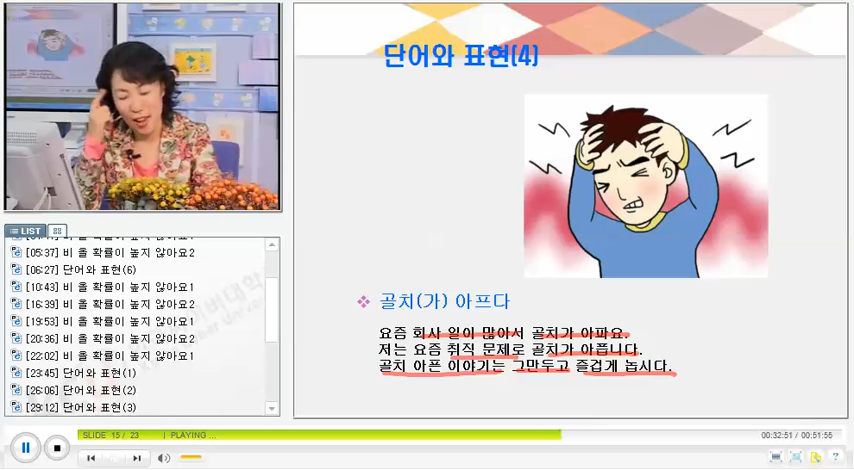 단어와 표현(4)
LIST
[05:37] 비 올 확률이 높지 않아요2
[06:27] 단어와 표현(6)
[10:43] 비 올 확률이 높지 않아요1
[16:39] 비 올 확률이 높지 않아요2
[19:53] 비 올 확률이 높지 않아요1
[20:36] 비 올 확률이 높지 않아요2
[22:02] 비 올 확률이 높지 않아요1
[23:45] 단어와 표현(1)
[26:06] 단어와 표현(2)
[29:12] 단어와 표현(3)
❖ 골치(가) 아프다
요즘 회사 일이 많아서 골치가 아파요.
저는 요즘 취직 문제로 골치가 아픕니다.
골치 아픈 이야기는 그만두고 즐겁게 놉시다.
SLIDE 15 / 23 | PLAYING ...
00:32:51 / 00:51:55